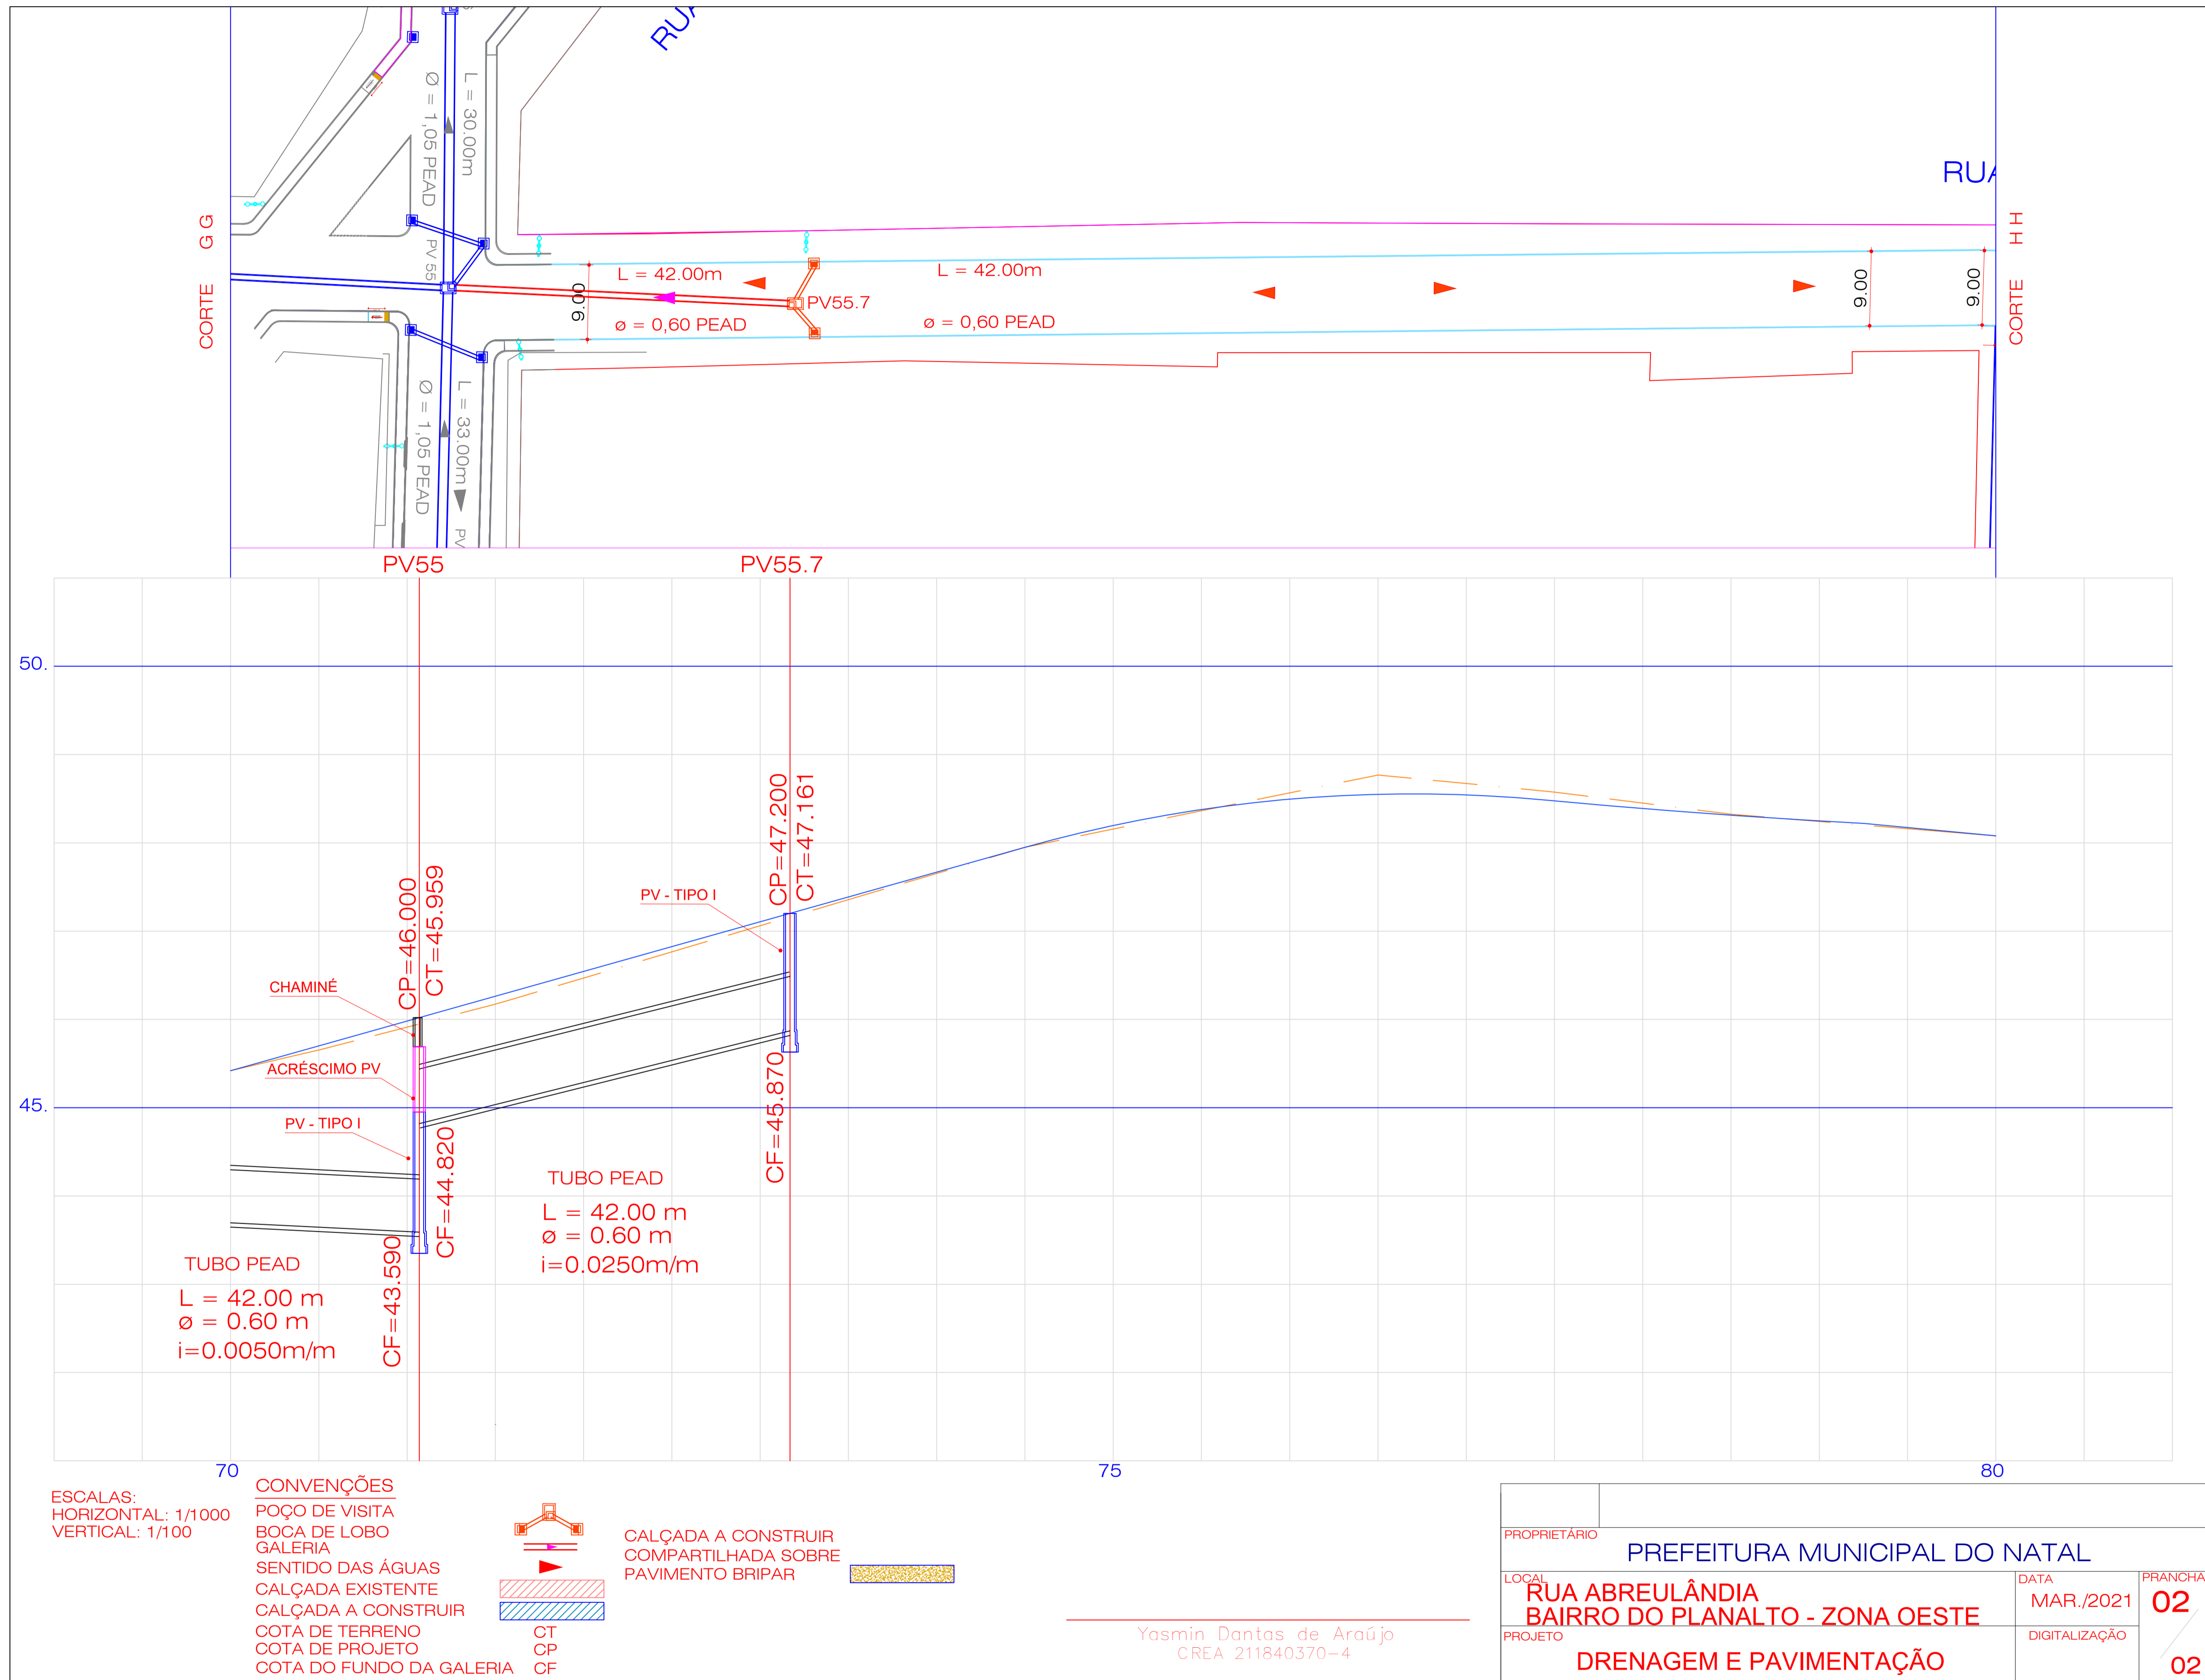 Ø = 1,05 PEAD
L = 30.00m
RUA
CORTE G G
PV 55
L = 42.00m
ø = 0,60 PEAD
9.00
PV55.7
L = 42.00m
ø = 0,60 PEAD
9.00
9.00
CORTE H H
Ø = 1,05 PEAD
L = 33.00m
PV
PV55
PV55.7
50.
CP=47.200
CT=47.161
PV - TIPO I
CP=46.000
CT=45.959
CHAMINÉ
ACRÉSCIMO PV
45.
PV - TIPO I
CF=45.870
CF=44.820
TUBO PEAD
L = 42.00 m
ø = 0.60 m
i=0.0250m/m
CF=43.590
TUBO PEAD
L = 42.00 m
ø = 0.60 m
i=0.0050m/m
70
75
80
ESCALAS:
HORIZONTAL: 1/1000
VERTICAL: 1/100
CONVENÇÕES
POÇO DE VISITA
BOCA DE LOBO
GALERIA
SENTIDO DAS ÁGUAS
CALÇADA EXISTENTE
CALÇADA A CONSTRUIR
COTA DE TERRENO CT
COTA DE PROJETO CP
COTA DO FUNDO DA GALERIA CF
CALÇADA A CONSTRUIR
COMPARTILHADA SOBRE
PAVIMENTO BRIPAR
Yasmin Dantas de Araújo
CREA 211840370-4
PROPRIETÁRIO
PREFEITURA MUNICIPAL DO NATAL
LOCAL
RUA ABREULÂNDIA
BAIRRO DO PLANALTO - ZONA OESTE
DATA
MAR./2021
PRANCHA
02
02
PROJETO
DRENAGEM E PAVIMENTAÇÃO
DIGITALIZAÇÃO